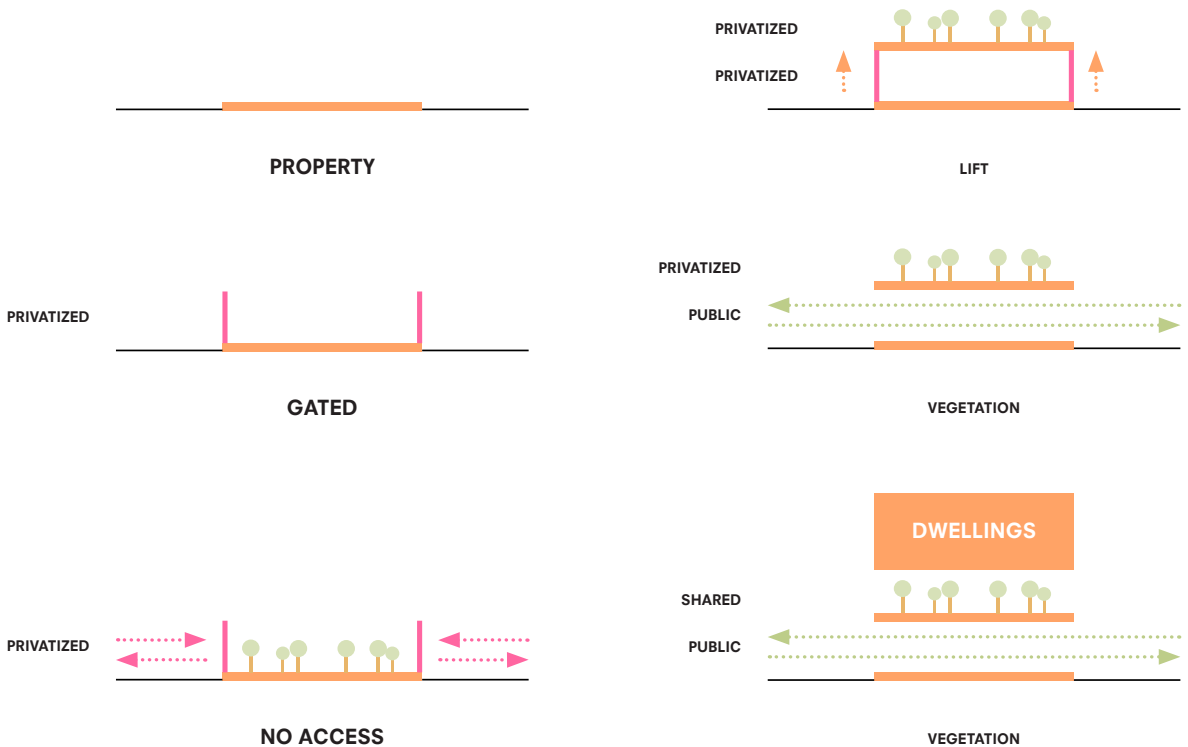 PROPERTY
PRIVATIZED
GATED
PRIVATIZED
NO ACCESS
PRIVATIZED
PRIVATIZED
LIFT
PRIVATIZED
PUBLIC
VEGETATION
DWELLINGS
SHARED
PUBLIC
VEGETATION